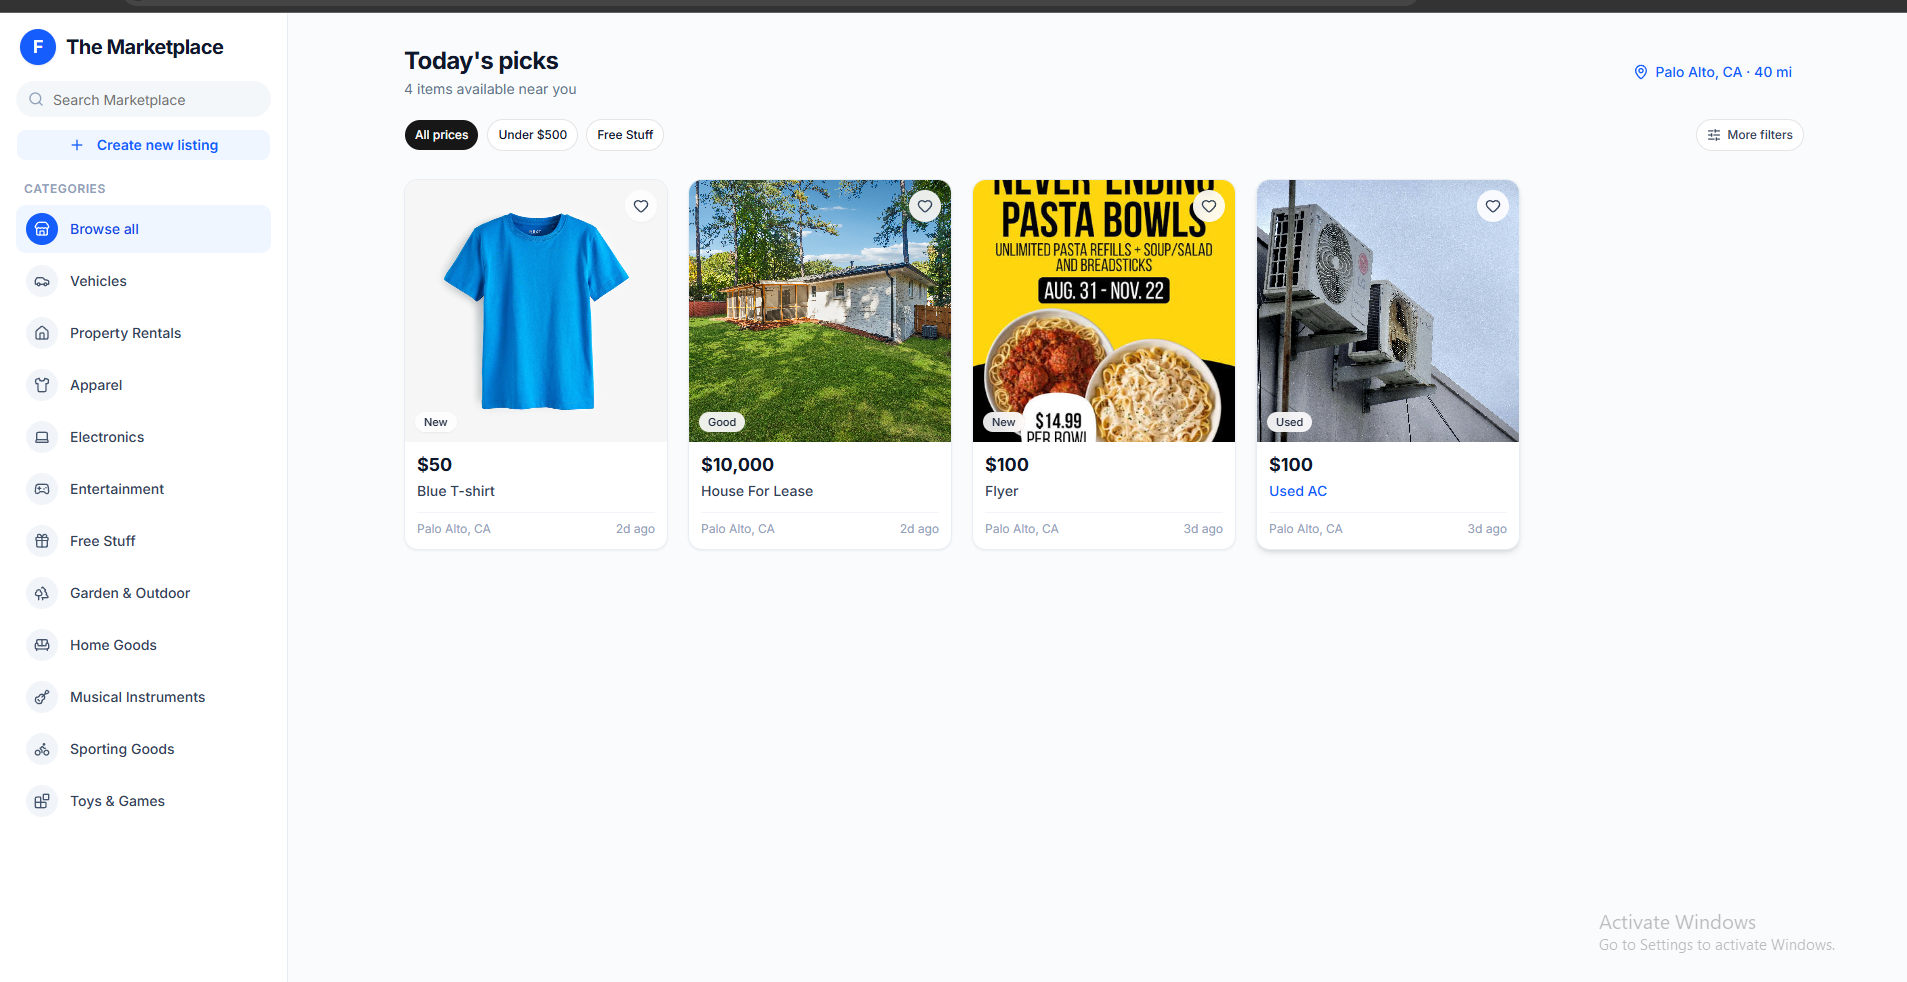 F
The Marketplace
Search Marketplace
+ Create new listing
CATEGORIES
Browse all
Vehicles
Property Rentals
Apparel
Electronics
Entertainment
Free Stuff
Garden & Outdoor
Home Goods
Musical Instruments
Sporting Goods
Toys & Games
Today's picks
4 items available near you
Palo Alto, CA · 40 mi
All prices
Under $500
Free Stuff
More filters
New
$50
Blue T-shirt
Palo Alto, CA
2d ago
Good
$10,000
House For Lease
Palo Alto, CA
2d ago
NEVER ENDING
PASTA BOWLS
UNLIMITED PASTA REFILLS + SOUP/SALAD
AND BREADSTICKS
AUG. 31 - NOV. 22
$14.99
PER BOWL
New
$100
Flyer
Palo Alto, CA
3d ago
Used
$100
Used AC
Palo Alto, CA
3d ago
Activate Windows
Go to Settings to activate Windows.